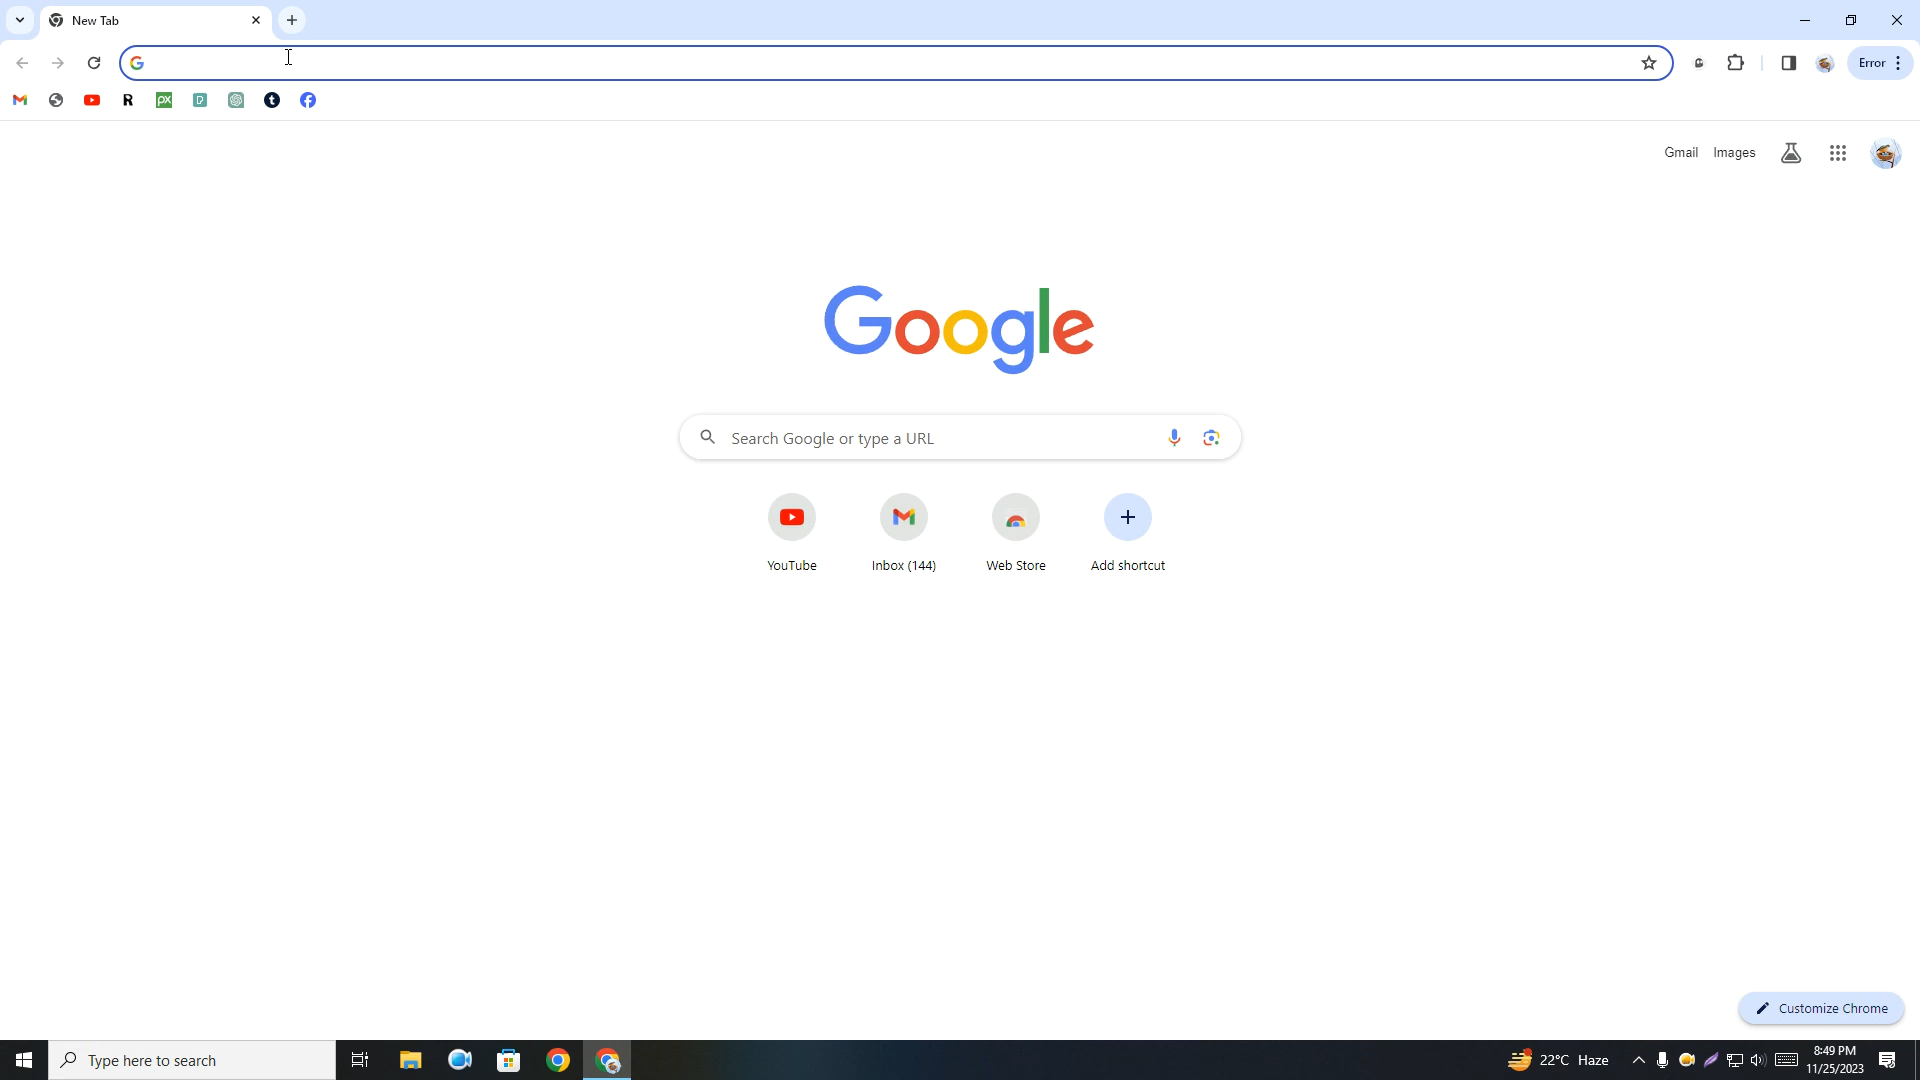 New Tab
Error
R
PX
D
t
Gmail Images
Google
Search Google or type a URL
YouTube Inbox (144) Web Store Add shortcut
Customize Chrome
Type here to search
22°C Haze
8:49 PM
11/25/2023